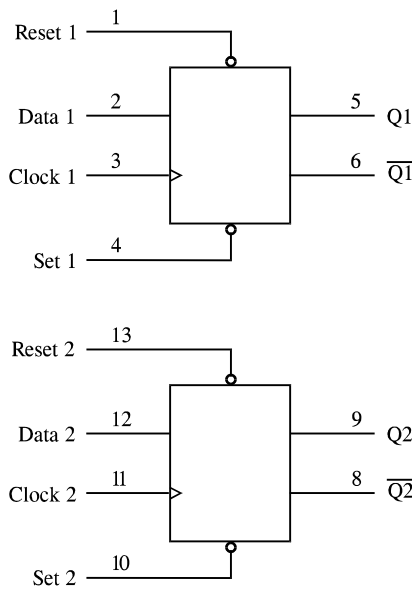 Reset 1 1
Data 1 2 5 Q1
Clock 1 3 6 Q1̅
Set 1 4
Reset 2 13
Data 2 12 9 Q2
Clock 2 11 8 Q2̅
Set 2 10